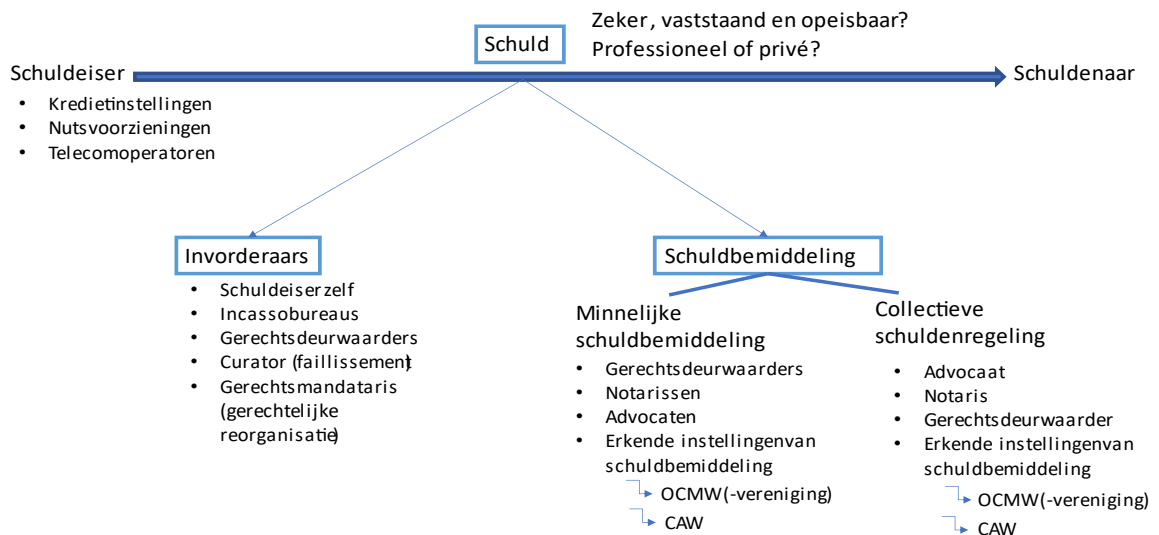 Zeker, vaststaand en opeisbaar?
Professioneel of privé?
Schuld
Schuldeiser
Schuldenaar
• Kredietinstellingen
• Nutsvoorzieningen
• Telecomoperatoren
Invorderaars
• Schuldeiser zelf
• Incassobureaus
• Gerechtsdeurwaarders
• Curator (faillissement)
• Gerechtsmandataris
(gerechtelijke
reorganisatie)
Schuldbemiddeling
Minnelijke
schuldbemiddeling
• Gerechtsdeurwaarders
• Notarissen
• Advocaten
• Erkende instellingen van
schuldbemiddeling
OCMW(-vereniging)
CAW
Collectieve
schuldenregeling
• Advocaat
• Notaris
• Gerechtsdeurwaarder
• Erkende instellingen van
schuldbemiddeling
OCMW(-vereniging)
CAW